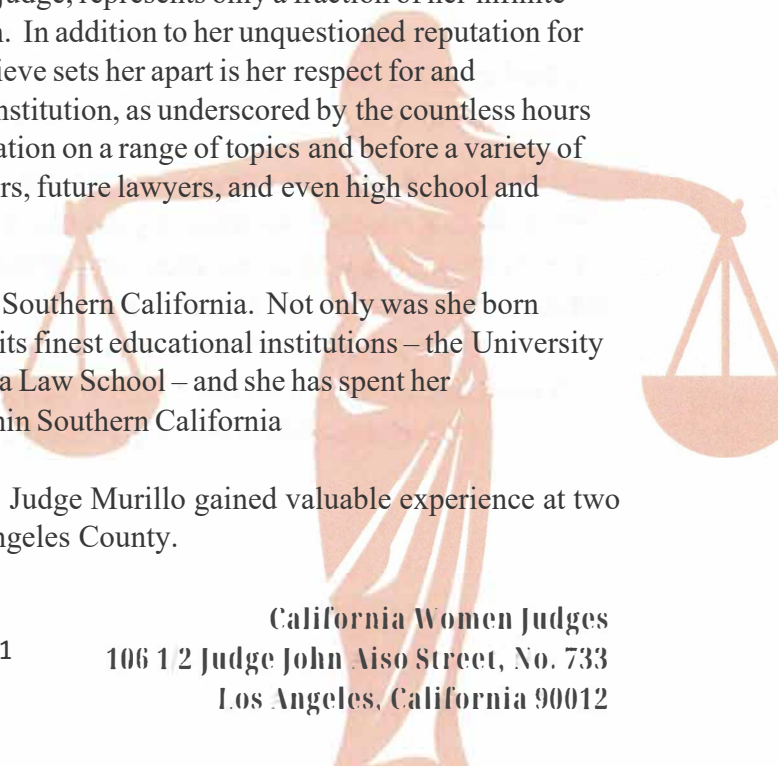 judge, represents only a fraction of her infinite
. In addition to her unquestioned reputation for
ieve sets her apart is her respect for and
nstitution, as underscored by the countless hours
ation on a range of topics and before a variety of
rs, future lawyers, and even high school and
Southern California. Not only was she born
its finest educational institutions – the University
a Law School – and she has spent her
hin Southern California
Judge Murillo gained valuable experience at two
ngeles County.
California Women Judges
1
106 1/2 Judge John Aiso Street, No. 733
Los Angeles, California 90012